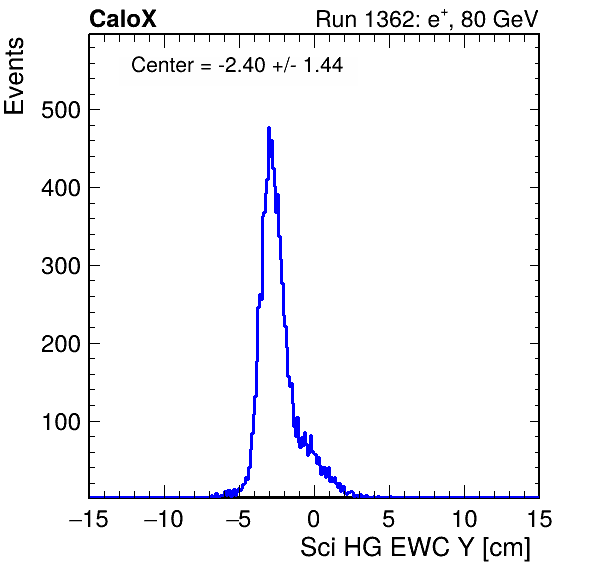 CaloX Run 1362: e⁺, 80 GeV
Center = -2.40 +/- 1.44
Events
500
400
300
200
100
−15 −10 −5 0 5 10 15
Sci HG EWC Y [cm]